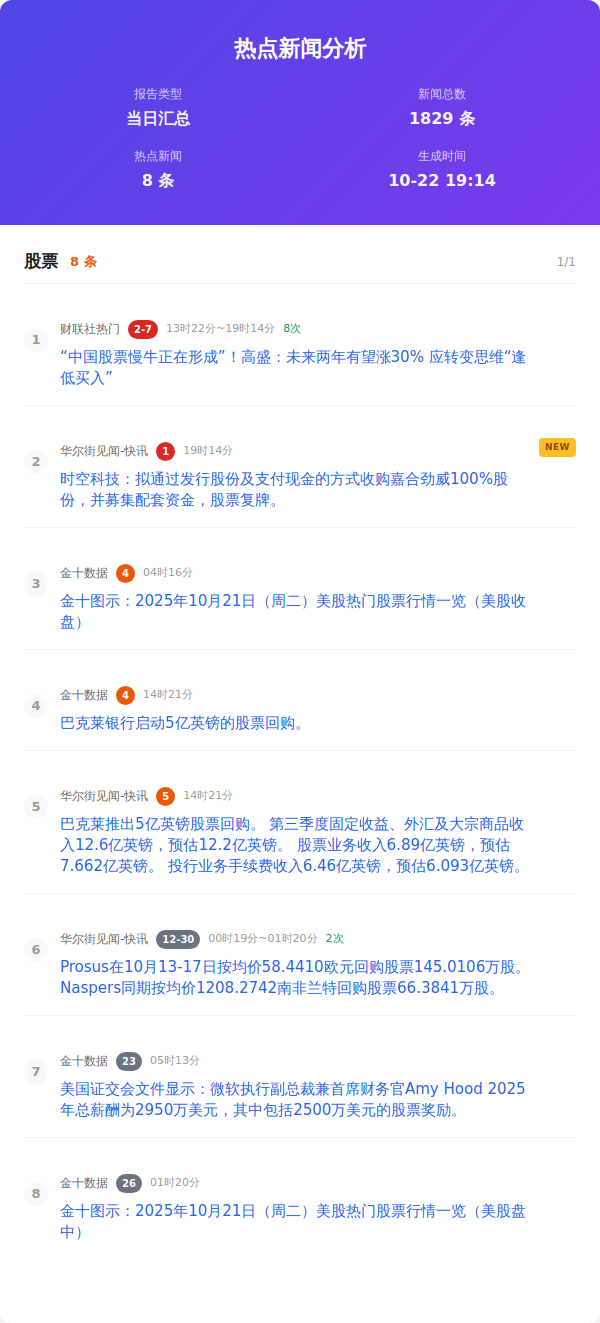 热点新闻分析
报告类型
新闻总数
当日汇总
1829 条
热点新闻
生成时间
8 条
10-22 19:14
股票 8 条 1/1
1 财联社热门 2-7 13时22分~19时14分 8次
“中国股票慢牛正在形成”！高盛：未来两年有望涨30% 应转变思维“逢
低买入”
2 华尔街见闻-快讯 1 19时14分 NEW
时空科技：拟通过发行股份及支付现金的方式收购嘉合劲威100%股
份，并募集配套资金，股票复牌。
3 金十数据 4 04时16分
金十图示：2025年10月21日（周二）美股热门股票行情一览（美股收
盘）
4 金十数据 4 14时21分
巴克莱银行启动5亿英镑的股票回购。
5 华尔街见闻-快讯 5 14时21分
巴克莱推出5亿英镑股票回购。 第三季度固定收益、外汇及大宗商品收
入12.6亿英镑，预估12.2亿英镑。 股票业务收入6.89亿英镑，预估
7.662亿英镑。 投行业务手续费收入6.46亿英镑，预估6.093亿英镑。
6 华尔街见闻-快讯 12-30 00时19分~01时20分 2次
Prosus在10月13-17日按均价58.4410欧元回购股票145.0106万股。
Naspers同期按均价1208.2742南非兰特回购股票66.3841万股。
7 金十数据 23 05时13分
美国证交会文件显示：微软执行副总裁兼首席财务官Amy Hood 2025
年总薪酬为2950万美元，其中包括2500万美元的股票奖励。
8 金十数据 26 01时20分
金十图示：2025年10月21日（周二）美股热门股票行情一览（美股盘
中）